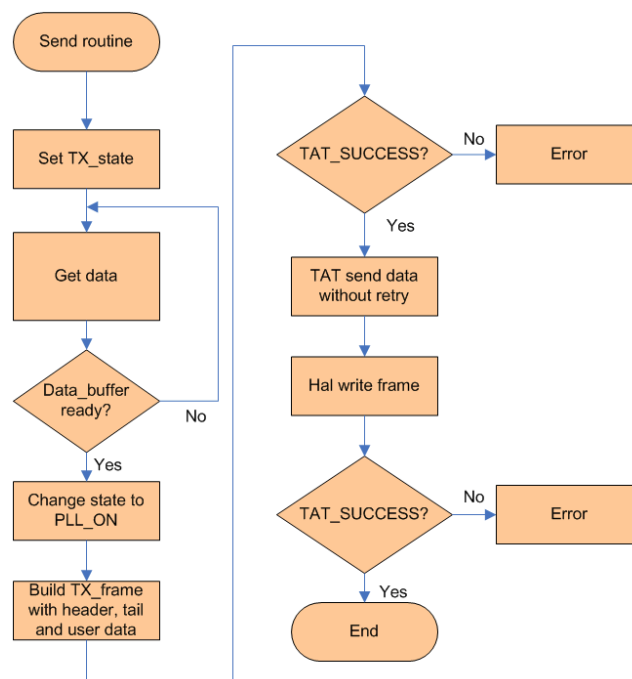 Send routine
Set TX_state
Get data
Data_buffer
ready?
No
Yes
Change state to
PLL_ON
Build TX_frame
with header, tail
and user data
TAT_SUCCESS?
No
Error
Yes
TAT send data
without retry
Hal write frame
TAT_SUCCESS?
No
Error
Yes
End